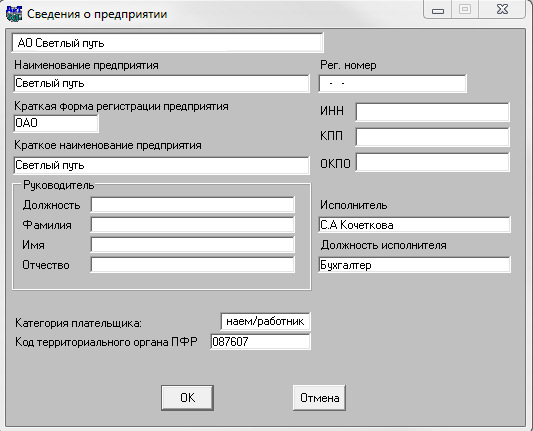 Сведения о предприятии
АО Светлый путь
Наименование предприятия
Рег. номер
Светлый путь
- -
Краткая форма регистрации предприятия
ИНН
ОАО
КПП
Краткое наименование предприятия
ОКПО
Светлый путь
Руководитель
Должность
Исполнитель
Фамилия
С.А Кочеткова
Имя
Должность исполнителя
Отчество
Бухгалтер
Категория плательщика:
наем/работник
Код территориального органа ПФР
087607
OK
Отмена